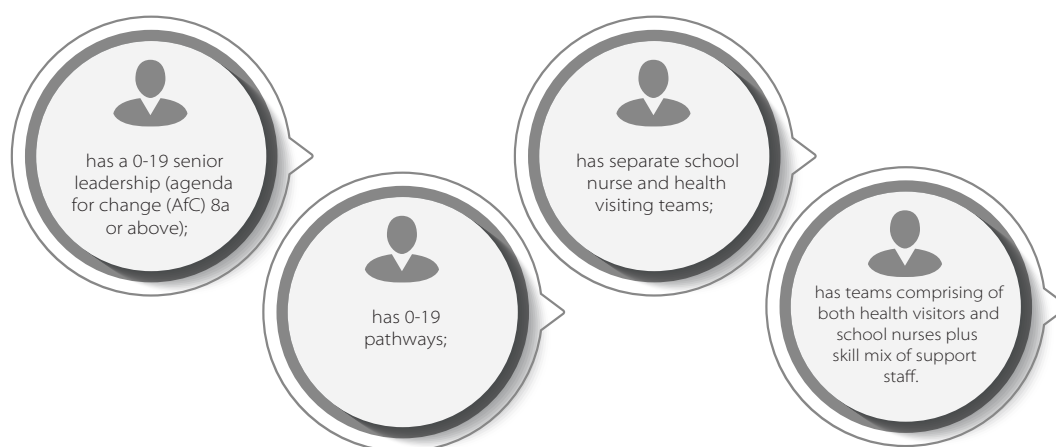 has a 0-19 senior
leadership (agenda
for change (AfC) 8a
or above);
has 0-19
pathways;
has separate school
nurse and health
visiting teams;
has teams comprising of
both health visitors and
school nurses plus
skill mix of support
staff.